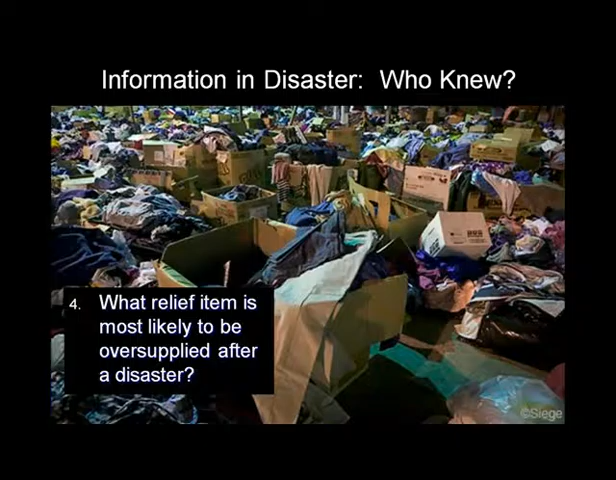 Information in Disaster: Who Knew?
4. What relief item is
most likely to be
oversupplied after
a disaster?
©Siege